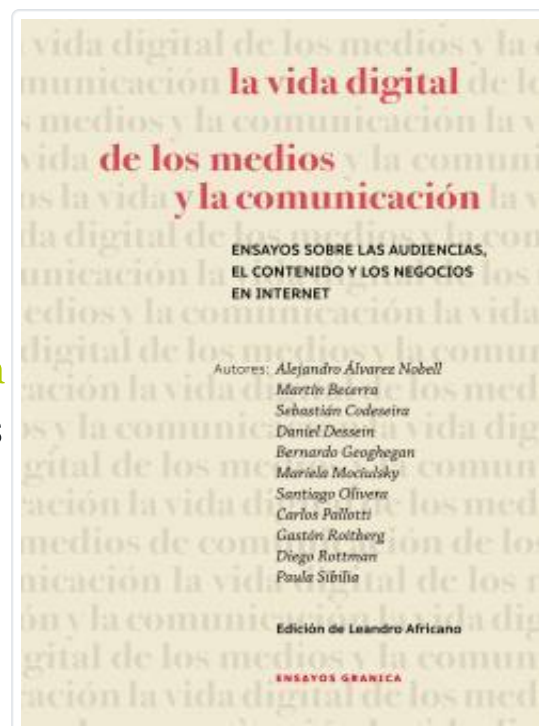 la vida digital
de los medios
y la comunicación
ENSAYOS SOBRE LAS AUDIENCIAS,
EL CONTENIDO Y LOS NEGOCIOS
EN INTERNET
Autores: Alejandro Álvarez Nobell
Martín Becerra
Sebastián Codeseira
Daniel Dessein
Bernardo Geoghegan
Mariela Mociulsky
Santiago Olivera
Carlos Pallotti
Gastón Roitberg
Diego Rottman
Paula Sibilia
Edición de Leandro Africano
ENSAYOS GRANICA